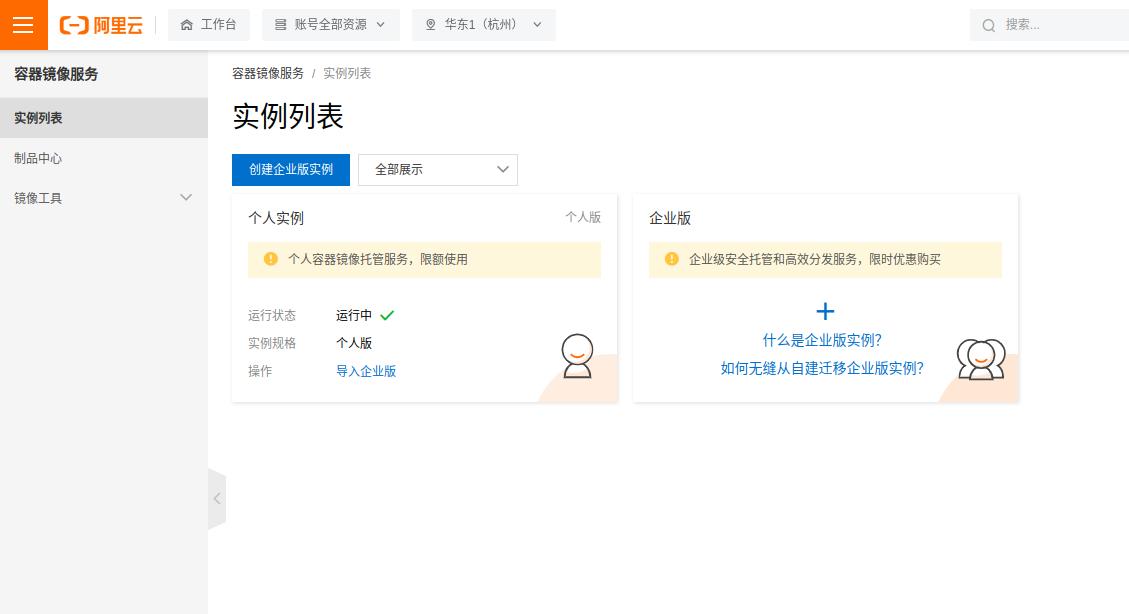 阿里云
工作台
账号全部资源
华东1（杭州）
搜索...
容器镜像服务
实例列表
制品中心
镜像工具
容器镜像服务 / 实例列表
实例列表
创建企业版实例
全部展示
个人实例
个人版
个人容器镜像托管服务，限额使用
运行状态 运行中
实例规格 个人版
操作 导入企业版
企业版
企业级安全托管和高效分发服务，限时优惠购买
什么是企业版实例?
如何无缝从自建迁移企业版实例?